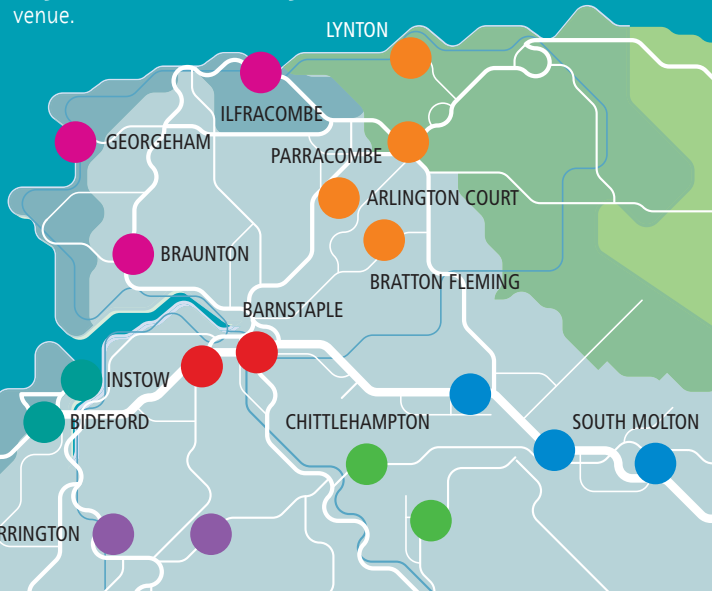 venue.
LYNTON
ILFRACOMBE
GEORGEHAM
PARRACOMBE
ARLINGTON COURT
BRAUNTON
BRATTON FLEMING
BARNSTAPLE
INSTOW
BIDEFORD
CHITTLEHAMPTON
SOUTH MOLTON
RRINGTON